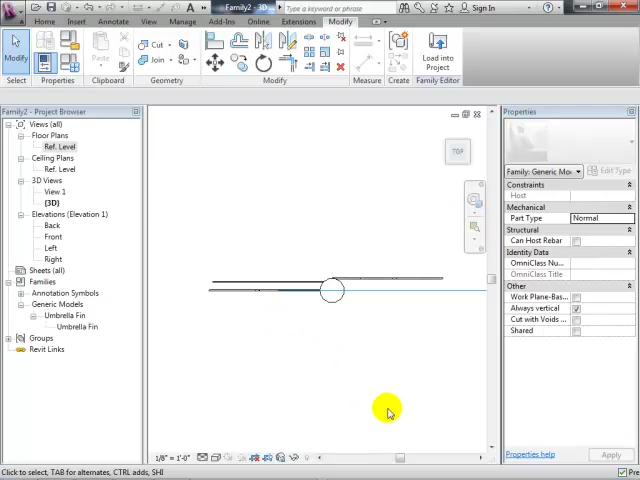 Family2 - 3D
Type a keyword or phrase
Sign In
Home Insert Annotate View Manage Add-Ins Online Extensions Modify
Modify
Cut
Join
Load into
Project
Select Properties Clipboard Geometry Modify Measure Create Family Editor
Family2 - Project Browser
Views (all)
Floor Plans
Ref. Level
Ceiling Plans
Ref. Level
3D Views
View 1
{3D}
Elevations (Elevation 1)
Back
Front
Left
Right
Sheets (all)
Families
Annotation Symbols
Generic Models
Umbrella Fin
Umbrella Fin
Groups
Revit Links
TOP
1/8" = 1'-0"
Properties
Family: Generic Mo
Edit Type
Constraints
Host
Mechanical
Part Type Normal
Structural
Can Host Rebar
Identity Data
OmniClass Nu...
OmniClass Title
Other
Work Plane-Bas...
Always vertical
Cut with Voids ...
Shared
Properties help
Apply
Click to select, TAB for alternates, CTRL adds, SHI
Pre